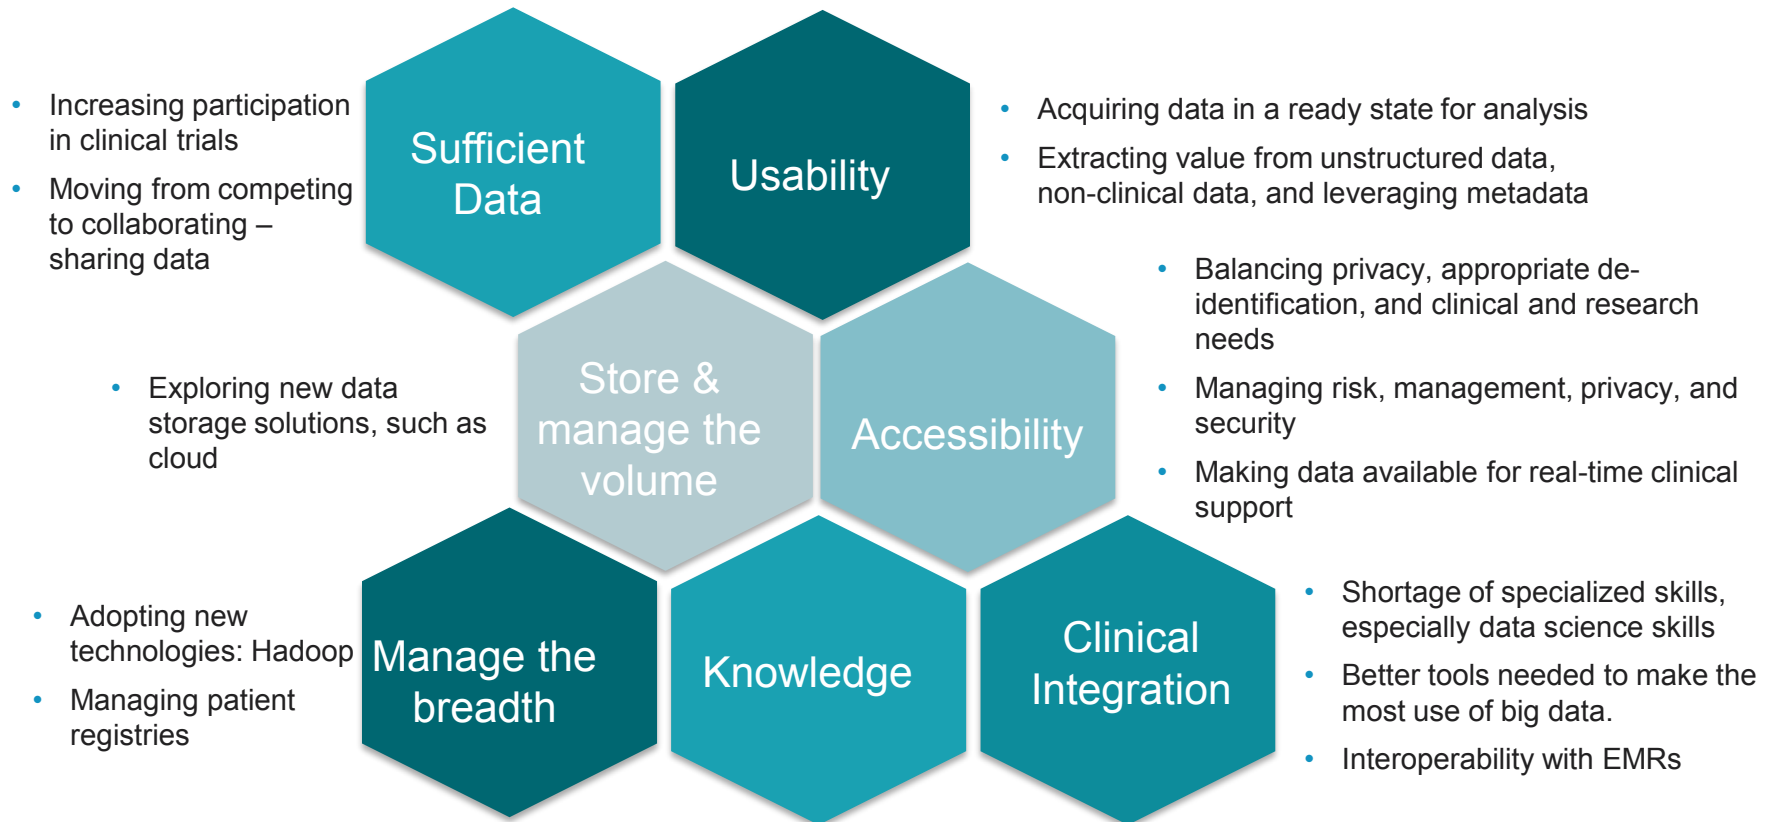 • Increasing participation
in clinical trials
• Moving from competing
to collaborating –
sharing data
Sufficient
Data
Usability
• Acquiring data in a ready state for analysis
• Extracting value from unstructured data,
non-clinical data, and leveraging metadata
• Exploring new data
storage solutions, such as
cloud
Store &
manage the
volume
Accessibility
• Balancing privacy, appropriate de-
identification, and clinical and research
needs
• Managing risk, management, privacy, and
security
• Making data available for real-time clinical
support
• Adopting new
technologies: Hadoop
• Managing patient
registries
Manage the
breadth
Knowledge
Clinical
Integration
• Shortage of specialized skills,
especially data science skills
• Better tools needed to make the
most use of big data.
• Interoperability with EMRs